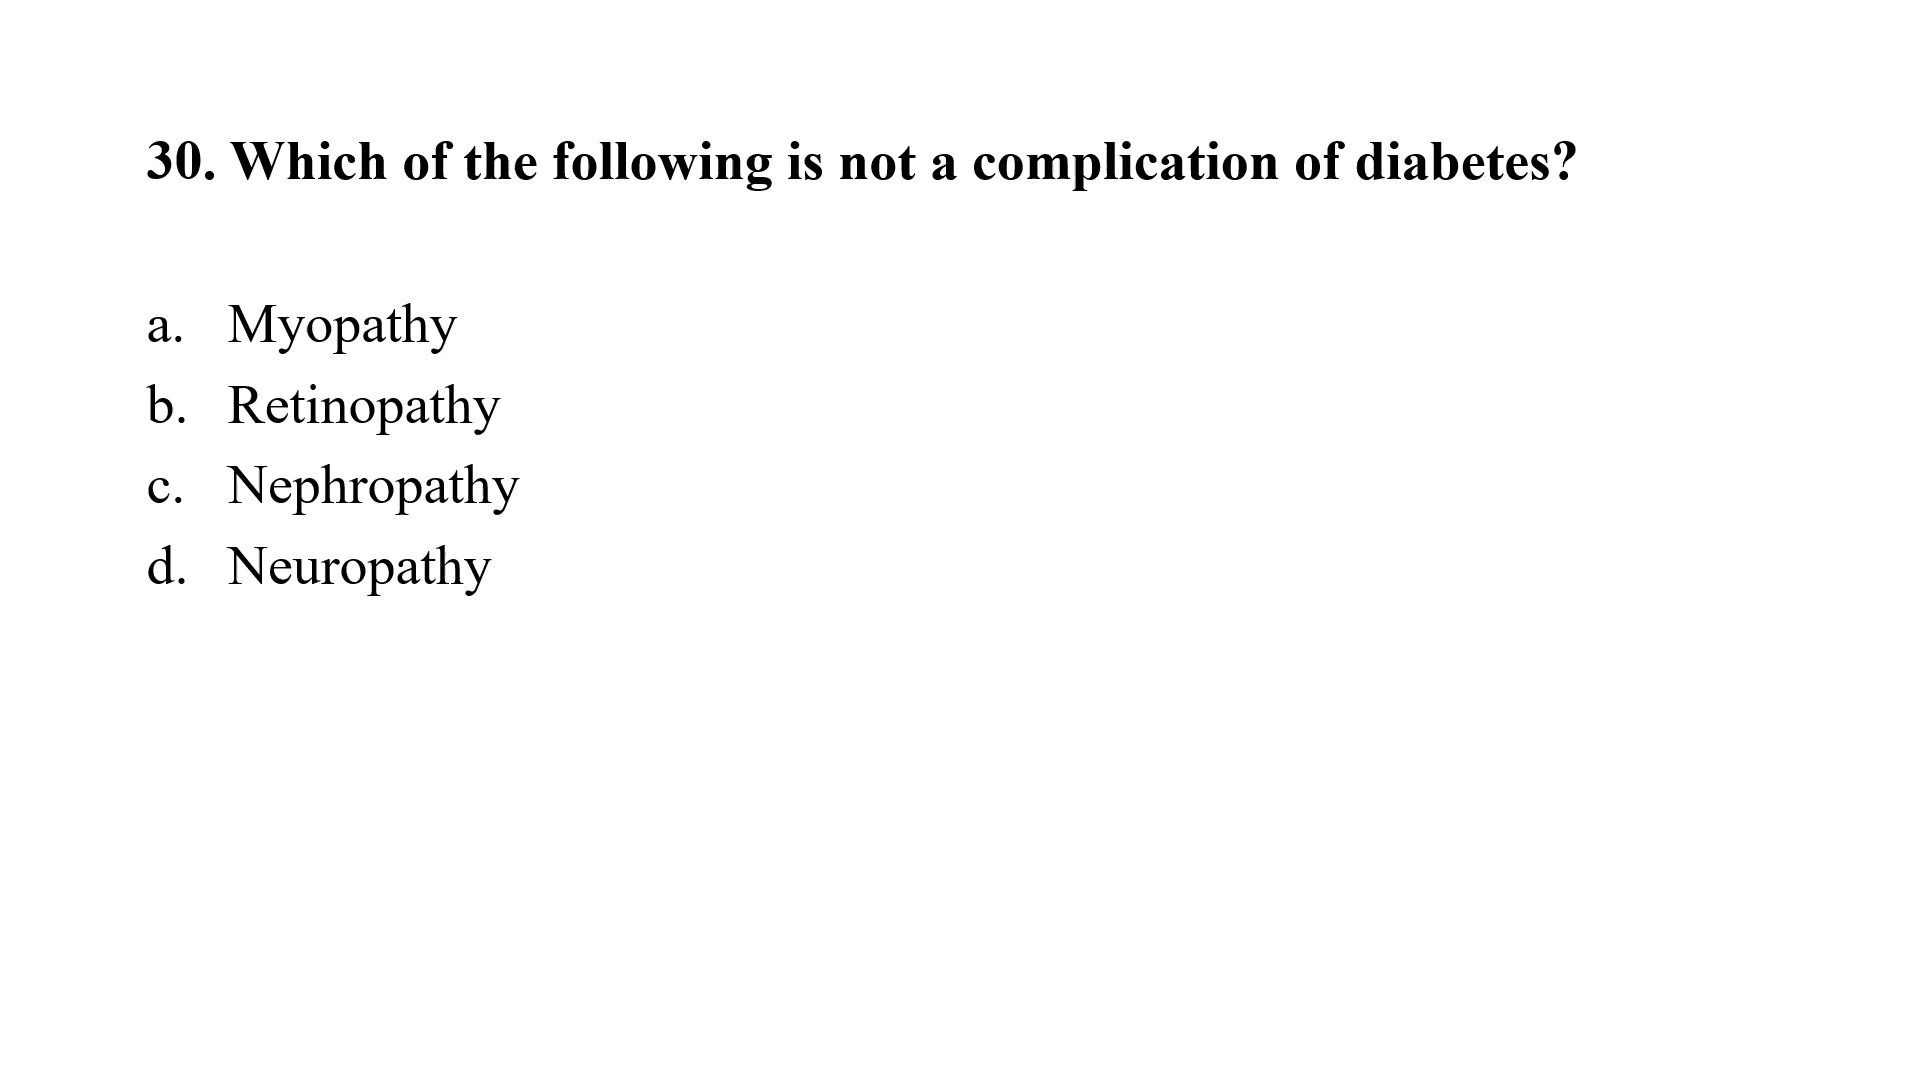 30. Which of the following is not a complication of diabetes?
a. Myopathy
b. Retinopathy
c. Nephropathy
d. Neuropathy